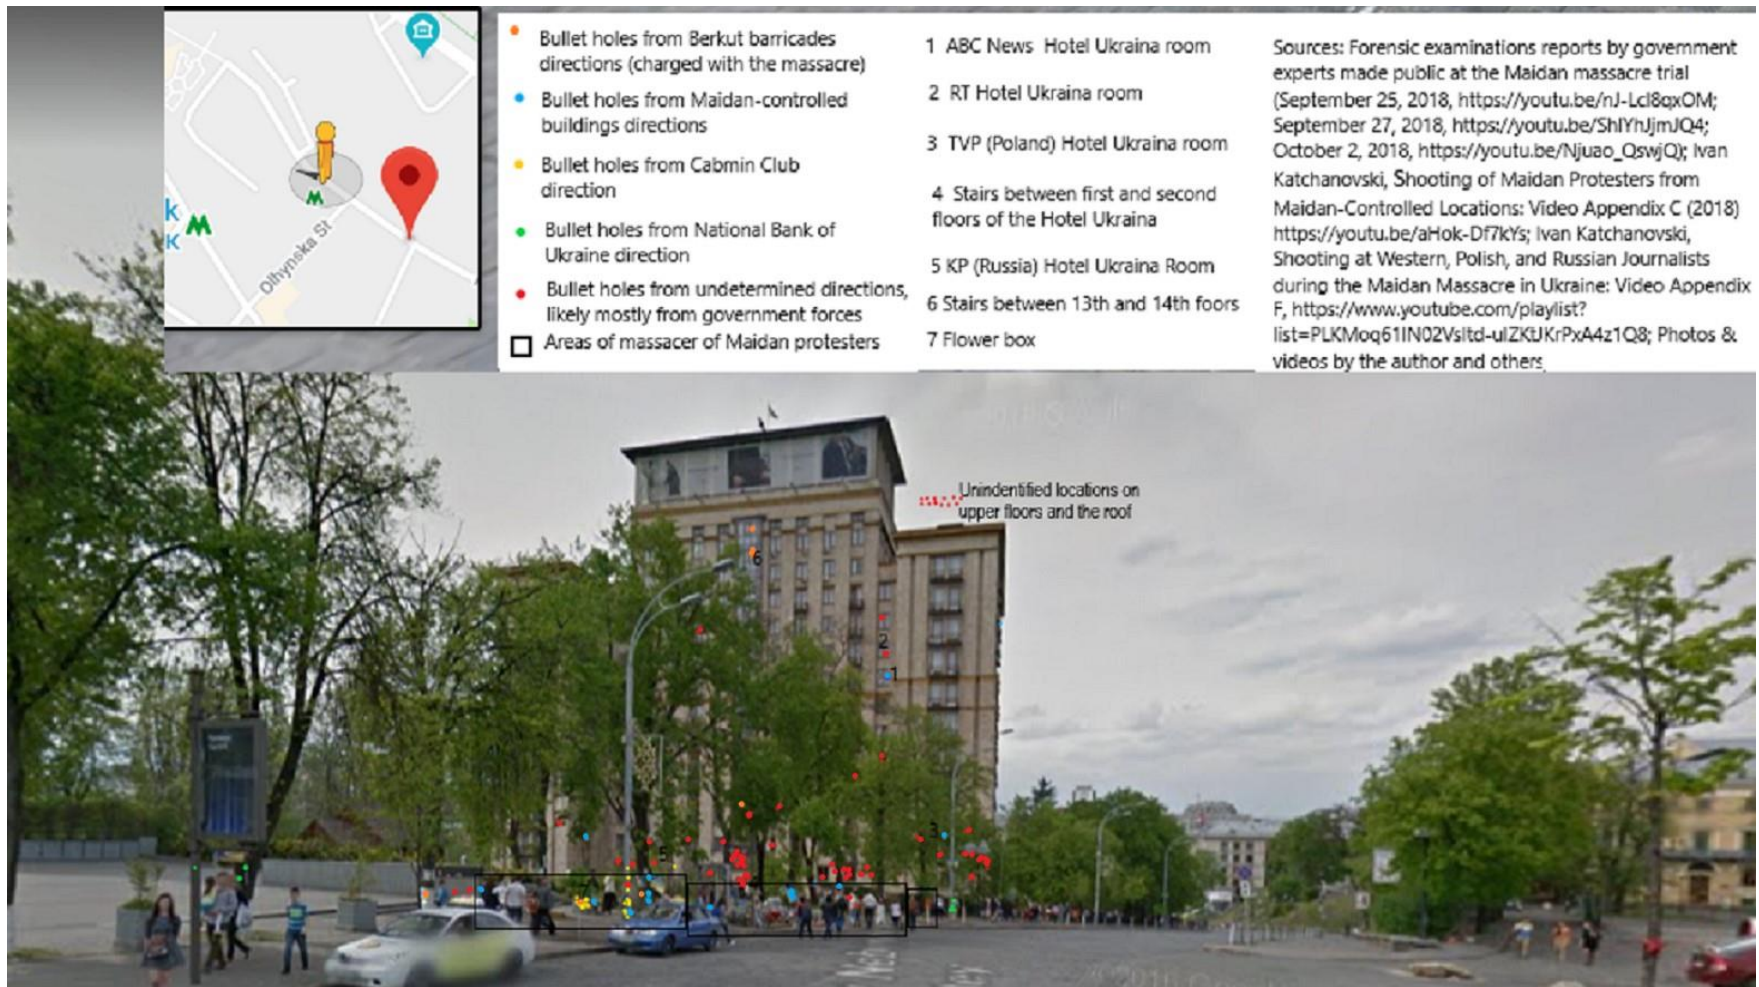 Olhynska St
Bullet holes from Berkut barricades
directions (charged with the massacre)
Bullet holes from Maidan-controlled
buildings directions
Bullet holes from Cabmin Club
direction
Bullet holes from National Bank of
Ukraine direction
Bullet holes from undetermined directions,
likely mostly from government forces
Areas of massacer of Maidan protesters
1 ABC News Hotel Ukraina room
2 RT Hotel Ukraina room
3 TVP (Poland) Hotel Ukraina room
4 Stairs between first and second
floors of the Hotel Ukraina
5 KP (Russia) Hotel Ukraina Room
6 Stairs between 13th and 14th foors
7 Flower box
Sources: Forensic examinations reports by government
experts made public at the Maidan massacre trial
(September 25, 2018, https://youtu.be/nJ-LcI8qxOM;
September 27, 2018, https://youtu.be/ShIYhJjmJQ4;
October 2, 2018, https://youtu.be/Njuao_QswjQ); Ivan
Katchanovski, Shooting of Maidan Protesters from
Maidan-Controlled Locations: Video Appendix C (2018)
https://youtu.be/aHok-Df7kYs; Ivan Katchanovski,
Shooting at Western, Polish, and Russian Journalists
during the Maidan Massacre in Ukraine: Video Appendix
F, https://www.youtube.com/playlist?
list=PLKMoq61IN02Vsltd-uIZKtJKrPxA4z1Q8; Photos &
videos by the author and others
Unindentified locations on
upper floors and the roof
6
2
1
3
5
7